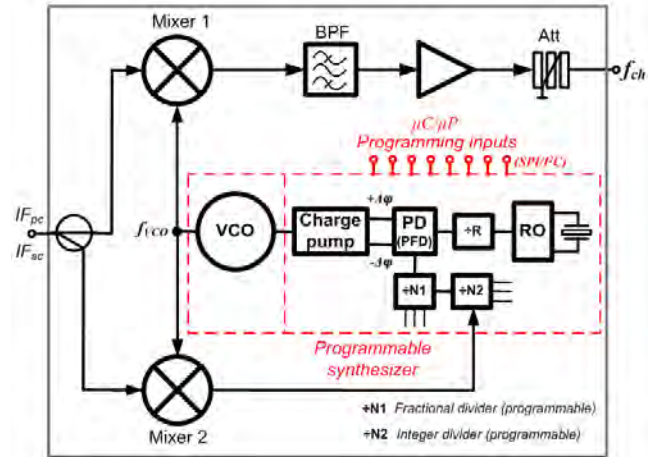 Mixer 1
BPF
Att
f_ch
μC/μP
Programming inputs
(SPI/I²C)
IF_pc
IF_sc
f_VCO
VCO
Charge
pump
+Δφ
-Δφ
PD
(PFD)
÷R
RO
÷N1
÷N2
Programmable
synthesizer
Mixer 2
÷N1 Fractional divider (programmable)
÷N2 Integer divider (programmable)